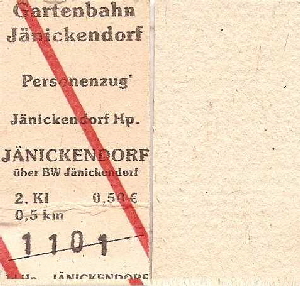 Gartenbahn
Jänickendorf
Personenzug
Jänickendorf Hp.
JÄNICKENDORF
über BW Jänickendorf
2. Kl 0,50€
0,5 km
1101
JÄNICKENDORF